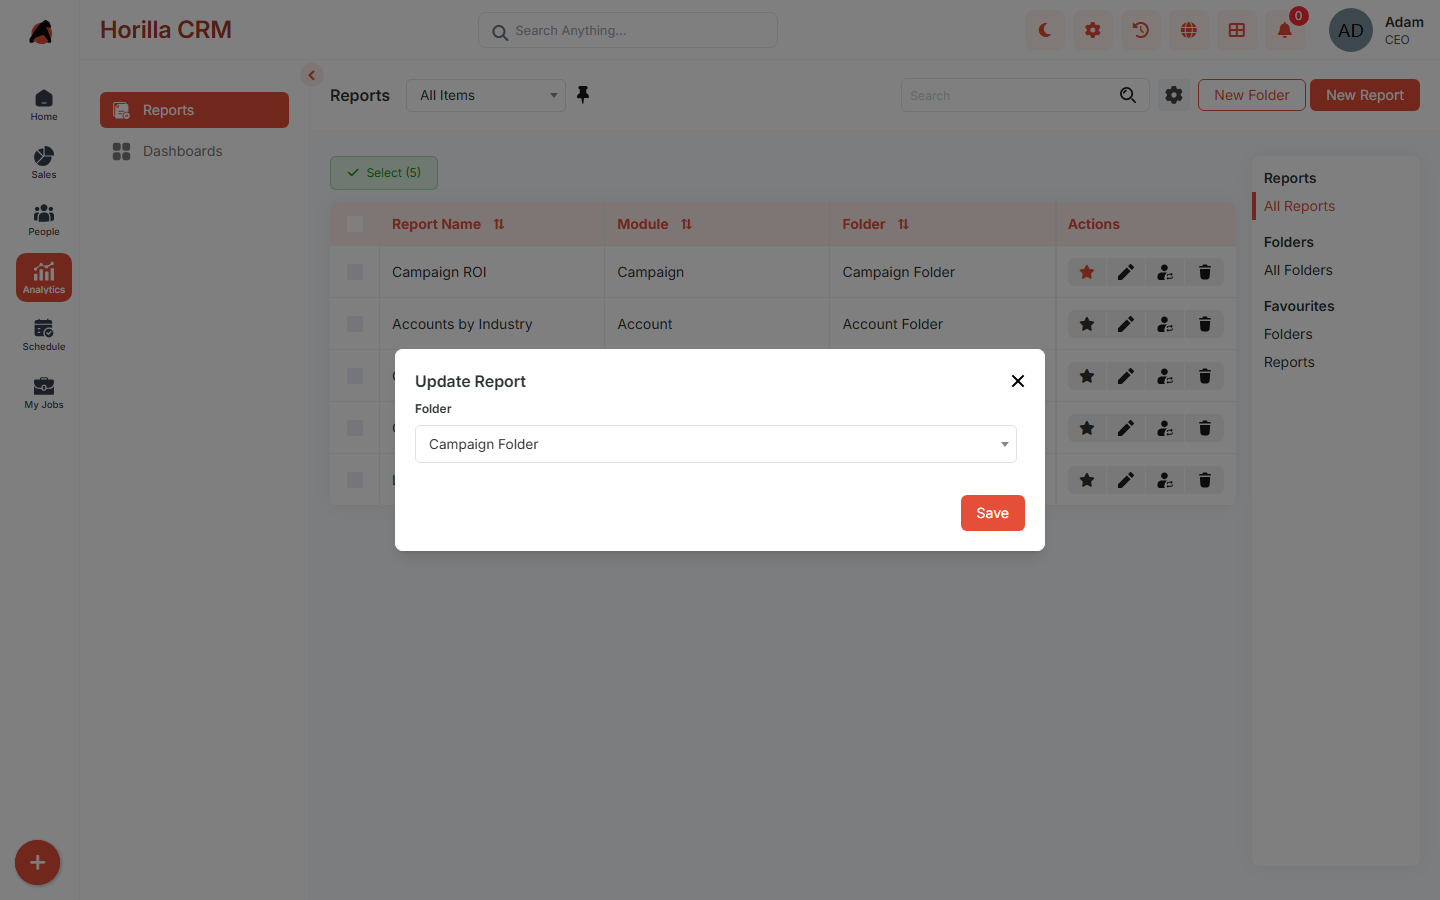 Horilla CRM
Search Anything...
0
AD
Adam
CEO
Home
Sales
People
Analytics
Schedule
My Jobs
Reports
Dashboards
Reports
All Items
Search
New Folder
New Report
Select (5)
Report Name
Module
Folder
Actions
Campaign ROI
Campaign
Campaign Folder
Accounts by Industry
Account
Account Folder
Update Report
Folder
Campaign Folder
Save
Reports
All Reports
Folders
All Folders
Favourites
Folders
Reports